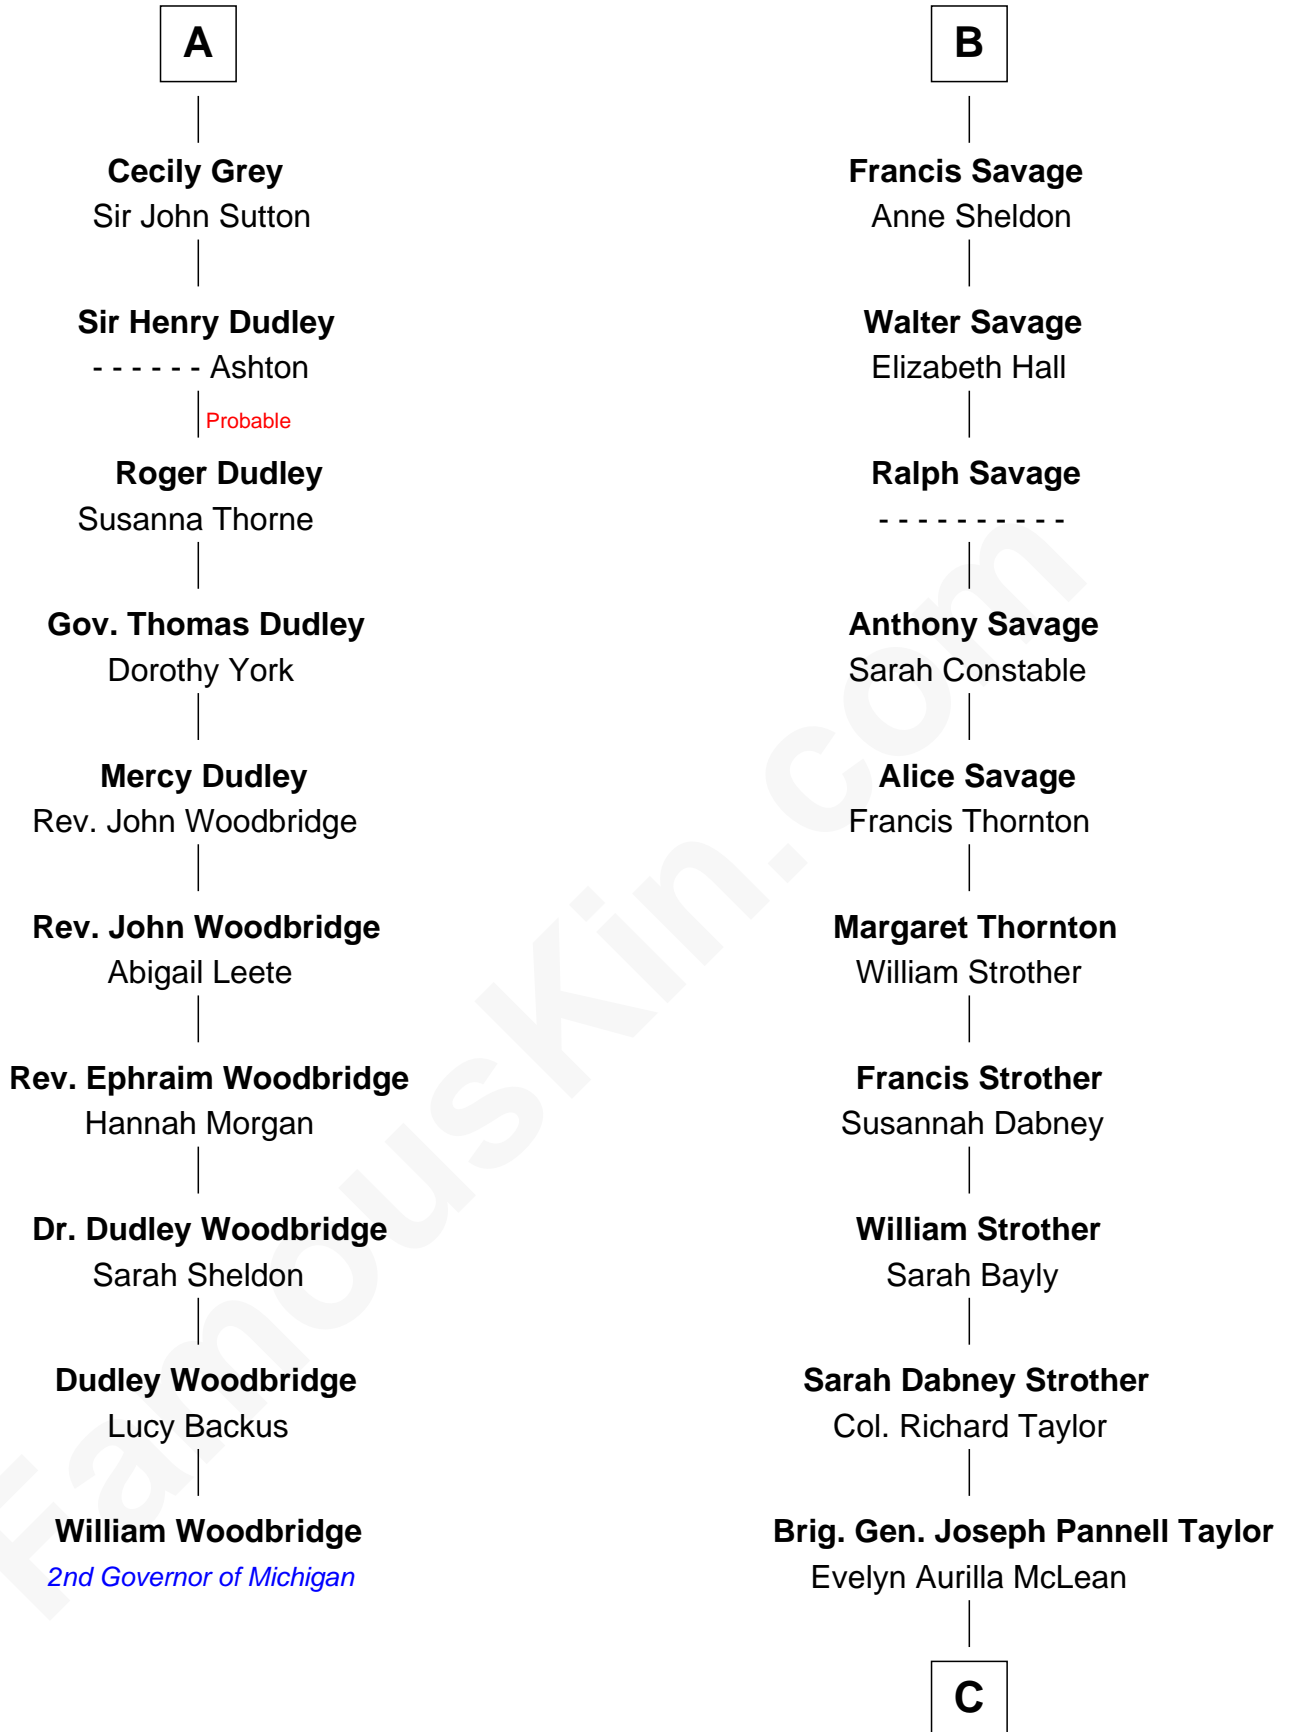 A
Cecily Grey
Sir John Sutton
Sir Henry Dudley
- - - - - - Ashton
Probable
Roger Dudley
Susanna Thorne
Gov. Thomas Dudley
Dorothy York
Mercy Dudley
Rev. John Woodbridge
Rev. John Woodbridge
Abigail Leete
Rev. Ephraim Woodbridge
Hannah Morgan
Dr. Dudley Woodbridge
Sarah Sheldon
Dudley Woodbridge
Lucy Backus
William Woodbridge
2nd Governor of Michigan
B
Francis Savage
Anne Sheldon
Walter Savage
Elizabeth Hall
Ralph Savage
- - - - - - - - - -
Anthony Savage
Sarah Constable
Alice Savage
Francis Thornton
Margaret Thornton
William Strother
Francis Strother
Susannah Dabney
William Strother
Sarah Bayly
Sarah Dabney Strother
Col. Richard Taylor
Brig. Gen. Joseph Pannell Taylor
Evelyn Aurilla McLean
C
FamousKin.com